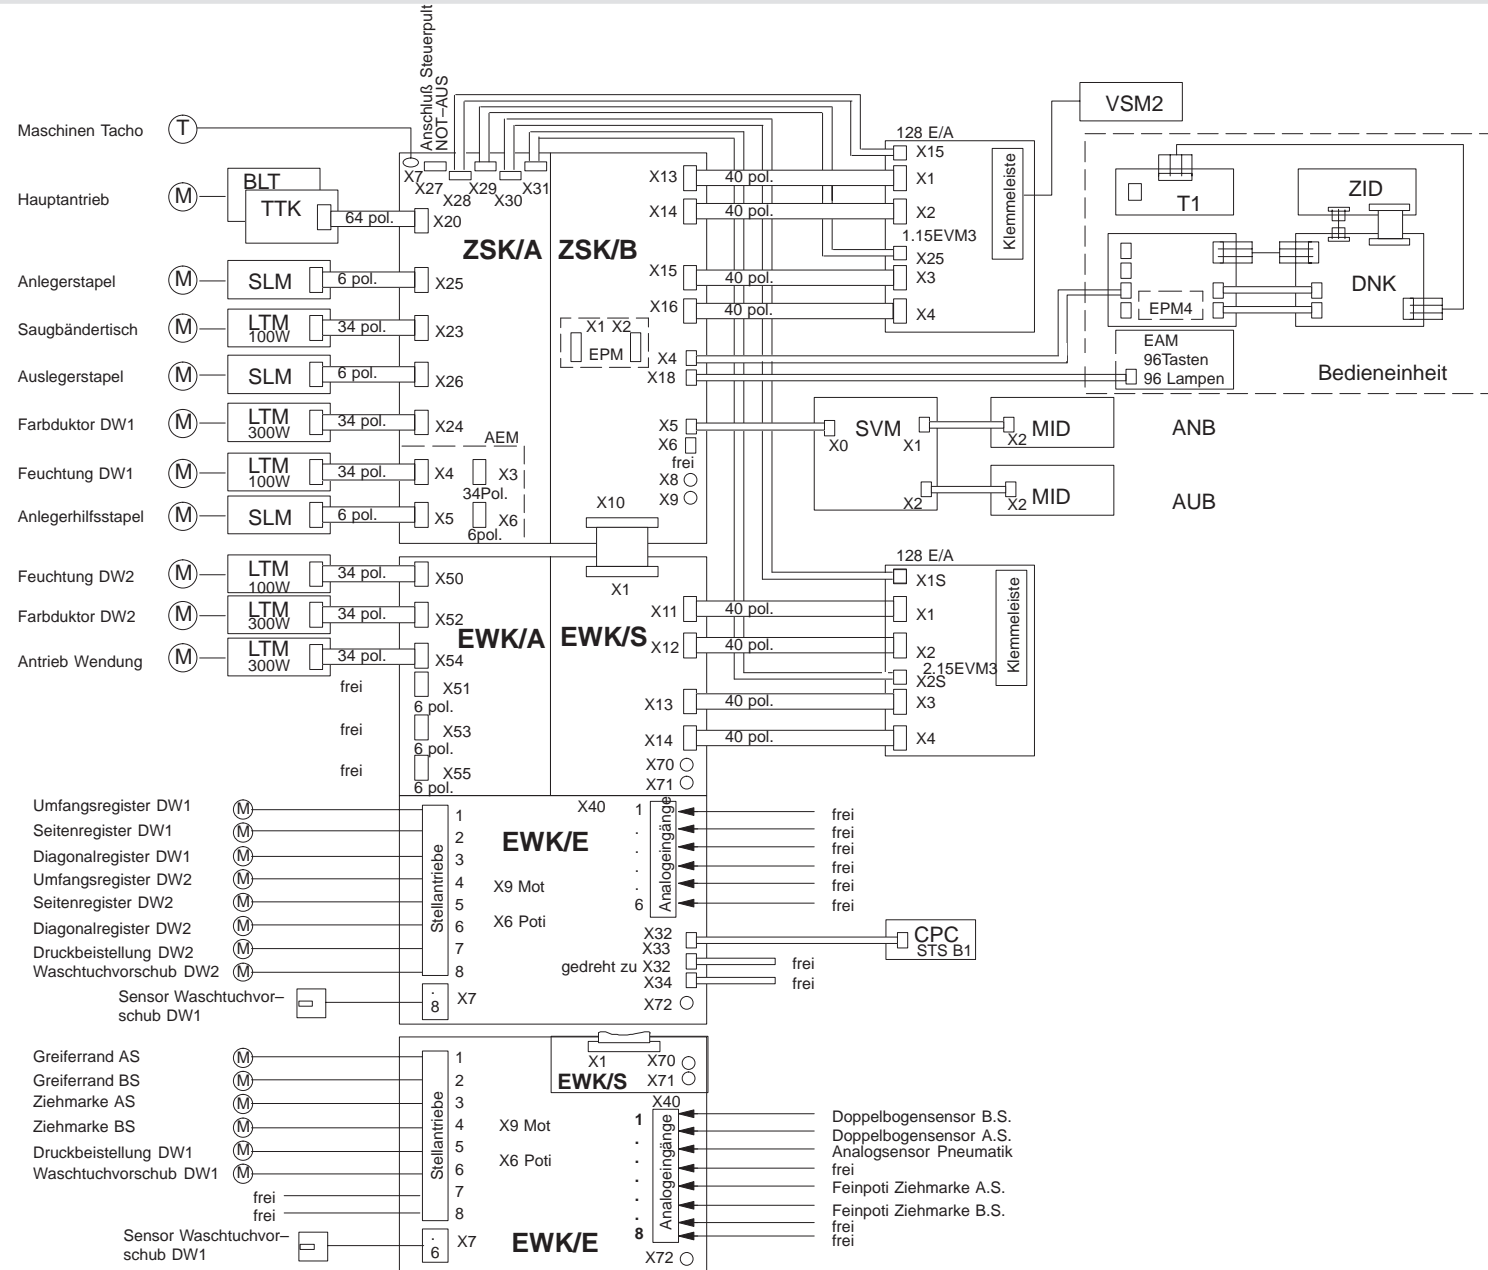 Anschluß Steuerpult
NOT–AUS
Maschinen Tacho
T
X7
X27
X28
X29
X30
X31
Hauptantrieb
M
BLT
TTK
64 pol.
X20
ZSK/A
ZSK/B
Anlegerstapel
M
SLM
6 pol.
X25
Saugbändertisch
M
LTM
100W
34 pol.
X23
Auslegerstapel
M
SLM
6 pol.
X26
Farbduktor DW1
M
LTM
300W
34 pol.
X24
AEM
Feuchtung DW1
M
LTM
100W
34 pol.
X4
X3
34Pol.
Anlegerhilfsstapel
M
SLM
6 pol.
X5
X6
6pol.
X13
40 pol.
X14
40 pol.
X15
40 pol.
X16
40 pol.
X1 X2
EPM
X4
X18
X5
X6
frei
X8
X9
X10
X1
128 E/A
X15
X1
X2
1.15EVM3
X25
X3
X4
Klemmeleiste
VSM2
T1
ZID
DNK
EPM4
EAM
96Tasten
96 Lampen
Bedieneinheit
SVM
X0
X1
X2
X2
MID
ANB
X2
MID
AUB
Feuchtung DW2
M
LTM
100W
34 pol.
X50
Farbduktor DW2
M
LTM
300W
34 pol.
X52
EWK/A
EWK/S
Antrieb Wendung
M
LTM
300W
34 pol.
X54
frei
X51
6 pol.
frei
X53
6 pol.
frei
X55
6 pol.
X11
40 pol.
X12
40 pol.
X13
40 pol.
X14
40 pol.
X70
X71
128 E/A
X1S
X1
X2
2.15EVM3
X2S
X3
X4
Klemmeleiste
Umfangsregister DW1
M
1
Seitenregister DW1
M
2
Diagonalregister DW1
M
3
Umfangsregister DW2
M
4
Seitenregister DW2
M
5
Diagonalregister DW2
M
6
Druckbeistellung DW2
M
7
Waschtuchvorschub DW2
M
8
Stellantriebe
Sensor Waschtuchvor–
schub DW1
.
8
X7
EWK/E
X9 Mot
X6 Poti
X40
1
.
.
.
.
6
Analogeingänge
frei
frei
frei
frei
frei
frei
X32
X33
CPC
STS B1
gedreht zu X32
frei
X34
frei
X72
Greiferrand AS
M
1
Greiferrand BS
M
2
Ziehmarke AS
M
3
Ziehmarke BS
M
4
Druckbeistellung DW1
M
5
Waschtuchvorschub DW1
M
6
frei
7
frei
8
Stellantriebe
Sensor Waschtuchvor–
schub DW1
.
6
X7
X1
X70
EWK/S
X71
X40
X9 Mot
X6 Poti
EWK/E
1
.
.
.
.
.
.
8
Analogeingänge
Doppelbogensensor B.S.
Doppelbogensensor A.S.
Analogsensor Pneumatik
frei
Feinpoti Ziehmarke A.S.
Feinpoti Ziehmarke B.S.
frei
frei
X72